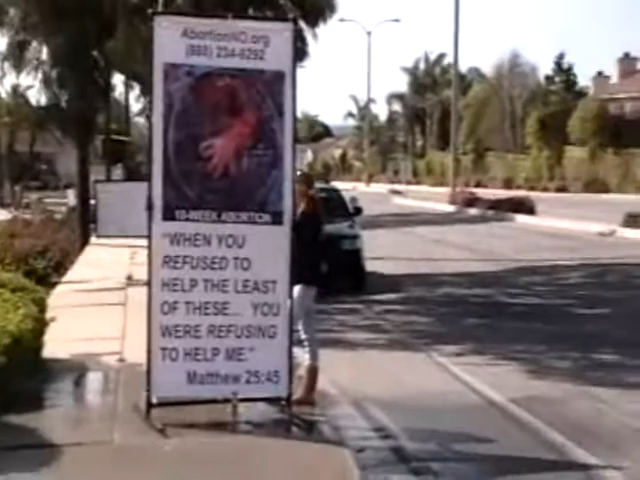 AbortionNO.org
(888) 234-6292
10-WEEK ABORTION
"WHEN YOU
REFUSED TO
HELP THE LEAST
OF THESE... YOU
WERE REFUSING
TO HELP ME."
Matthew 25:45